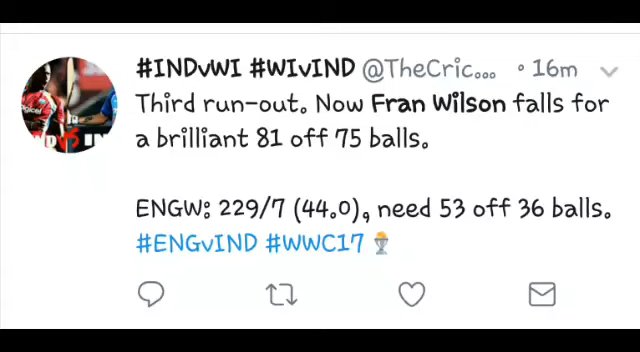 #INDvWI #WIvIND @TheCric... • 16m
Third run-out. Now Fran Wilson falls for
a brilliant 81 off 75 balls.
ENGW: 229/7 (44.0), need 53 off 36 balls.
#ENGvIND #WWC17